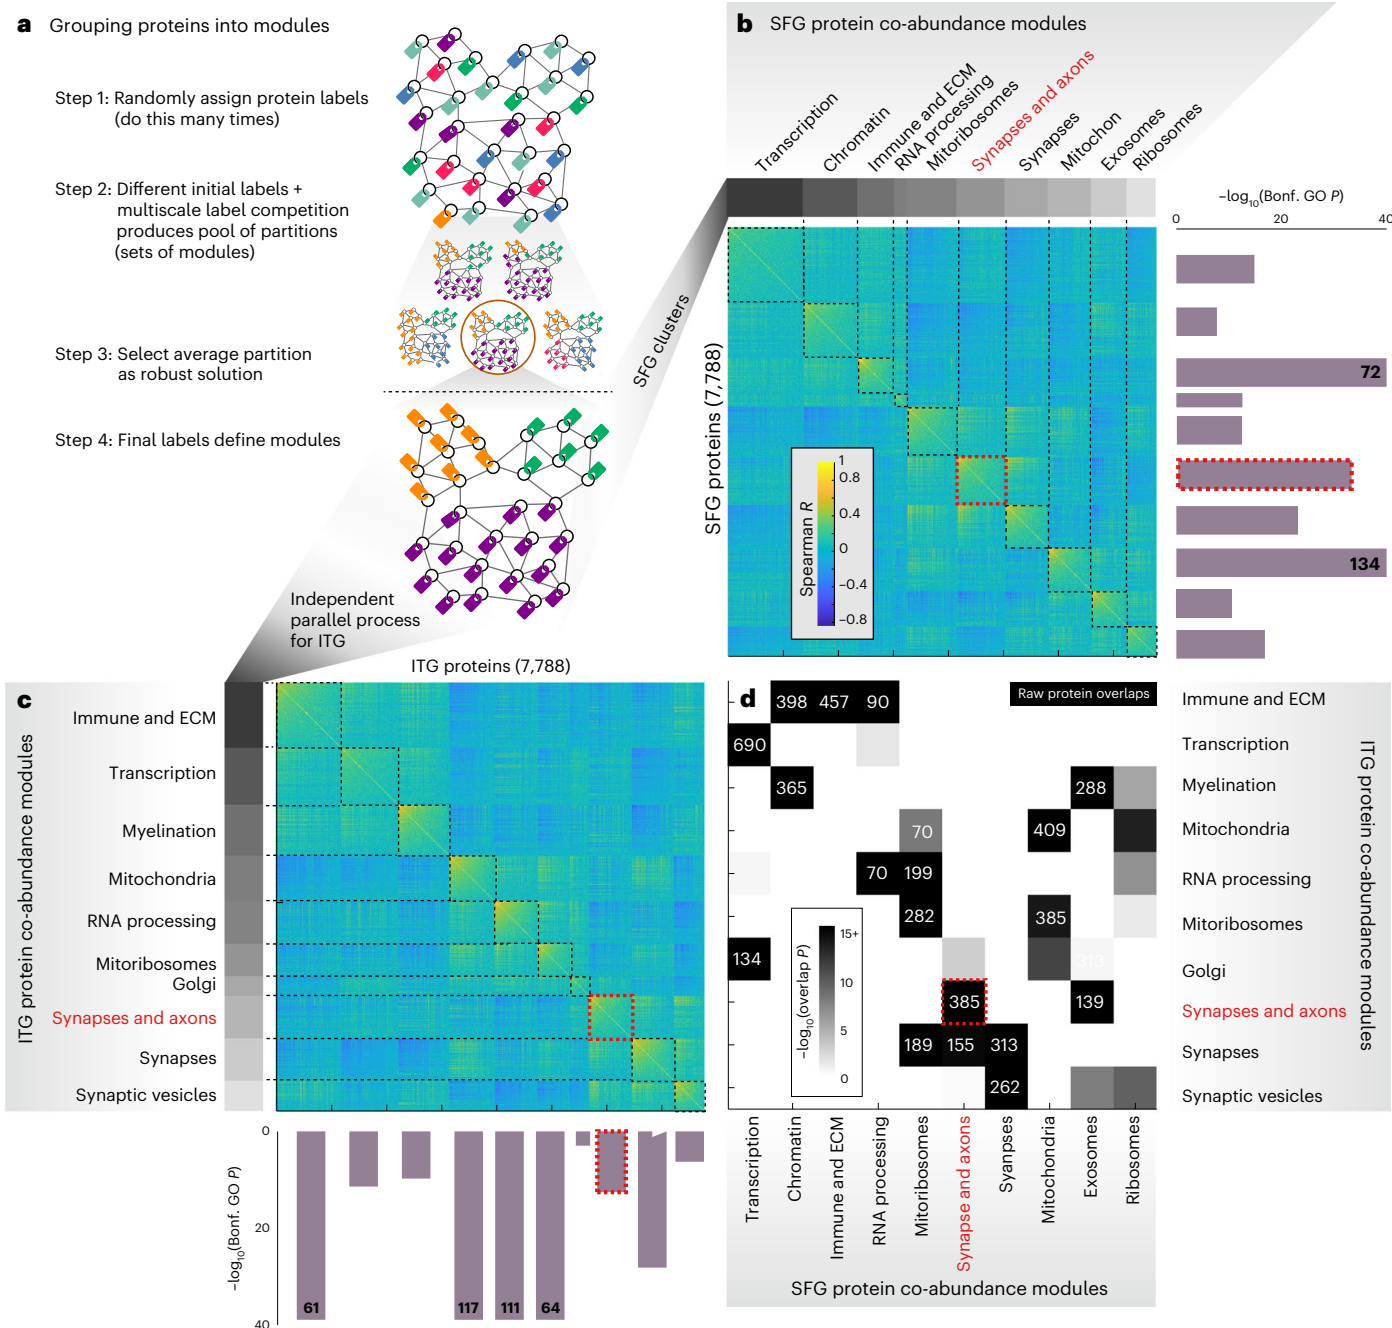 a Grouping proteins into modules
Step 1: Randomly assign protein labels
(do this many times)
Step 2: Different initial labels +
multiscale label competition
produces pool of partitions
(sets of modules)
Step 3: Select average partition
as robust solution
Step 4: Final labels define modules
Independent
parallel process
for ITG
b SFG protein co-abundance modules
Transcription
Chromatin
Immune and ECM
RNA processing
Mitoribosomes
Synapses and axons
Synapses
Mitochon
Exosomes
Ribosomes
SFG clusters
SFG proteins (7,788)
Spearman R
1
0.8
0.4
0
−0.4
−0.8
−log10(Bonf. GO P)
0
20
40
72
134
c
ITG proteins (7,788)
ITG protein co-abundance modules
Immune and ECM
Transcription
Myelination
Mitochondria
RNA processing
Mitoribosomes
Golgi
Synapses and axons
Synapses
Synaptic vesicles
−log10(Bonf. GO P)
0
20
40
61
117
111
64
d
Raw protein overlaps
398 457 90
690
365 288
70 409
70 199
282 385
134 313
385 139
189 155 313
262
−log10(overlap P)
15+
10
5
0
Immune and ECM
Transcription
Myelination
Mitochondria
RNA processing
Mitoribosomes
Golgi
Synapses and axons
Synapses
Synaptic vesicles
ITG protein co-abundance modules
Transcription
Chromatin
Immune and ECM
RNA processing
Mitoribosomes
Synapse and axons
Syanpses
Mitochondria
Exosomes
Ribosomes
SFG protein co-abundance modules